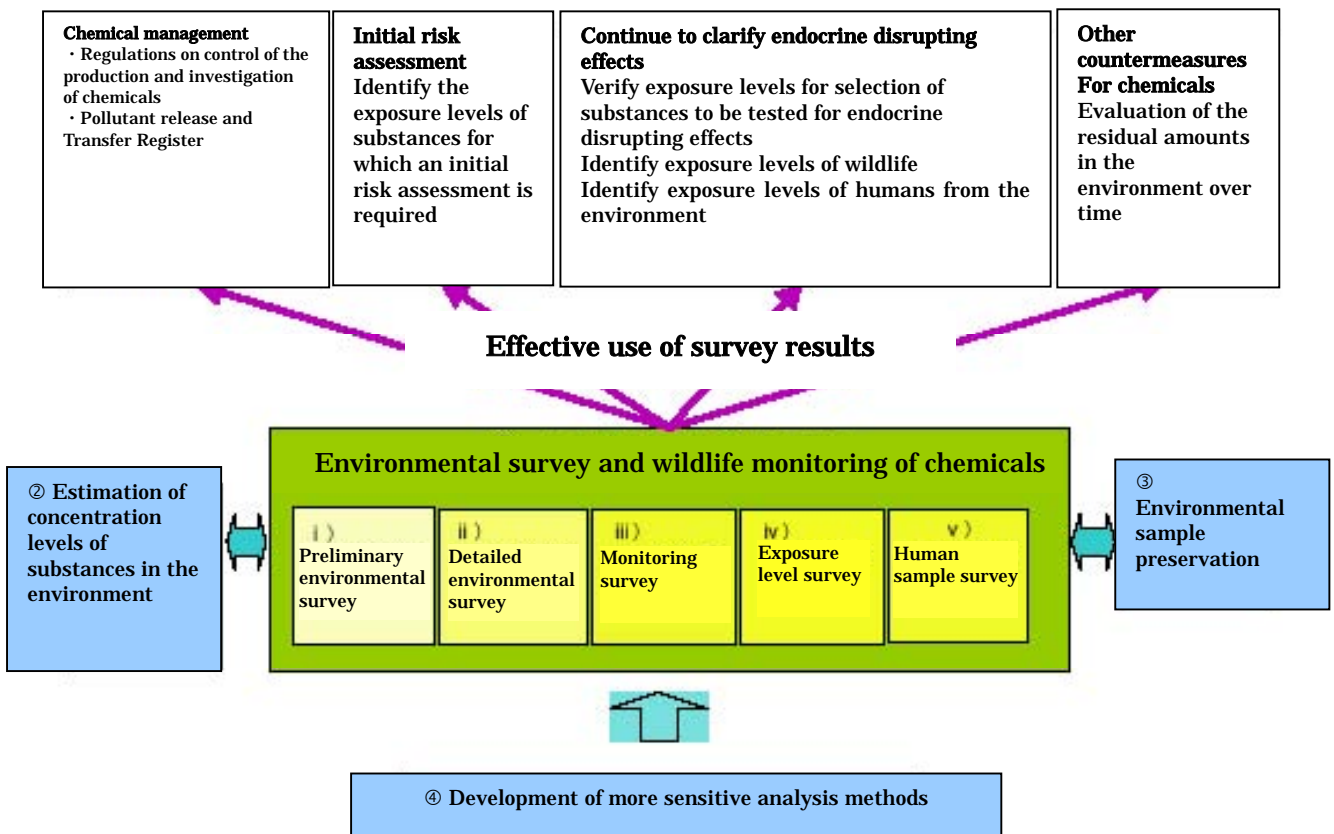 Chemical management
・Regulations on control of the
production and investigation
of chemicals
・Pollutant release and
Transfer Register
Initial risk
assessment
Identify the
exposure levels of
substances for
which an initial
risk assessment is
required
Continue to clarify endocrine disrupting
effects
Verify exposure levels for selection of
substances to be tested for endocrine
disrupting effects
Identify exposure levels of wildlife
Identify exposure levels of humans from the
environment
Other
countermeasures
For chemicals
Evaluation of the
residual amounts
in the
environment over
time
Effective use of survey results
Environmental survey and wildlife monitoring of chemicals
② Estimation of
concentration
levels of
substances in the
environment
i )
Preliminary
environmental
survey
ii )
Detailed
environmental
survey
iii )
Monitoring
survey
iv )
Exposure
level survey
v )
Human
sample survey
③
Environmental
sample
preservation
④ Development of more sensitive analysis methods